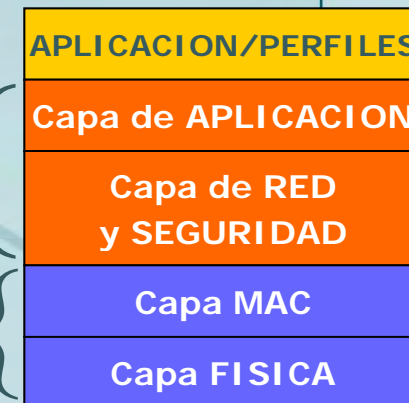 APLICACION/PERFILES
Capa de APLICACION
Capa de RED
y SEGURIDAD
Capa MAC
Capa FISICA